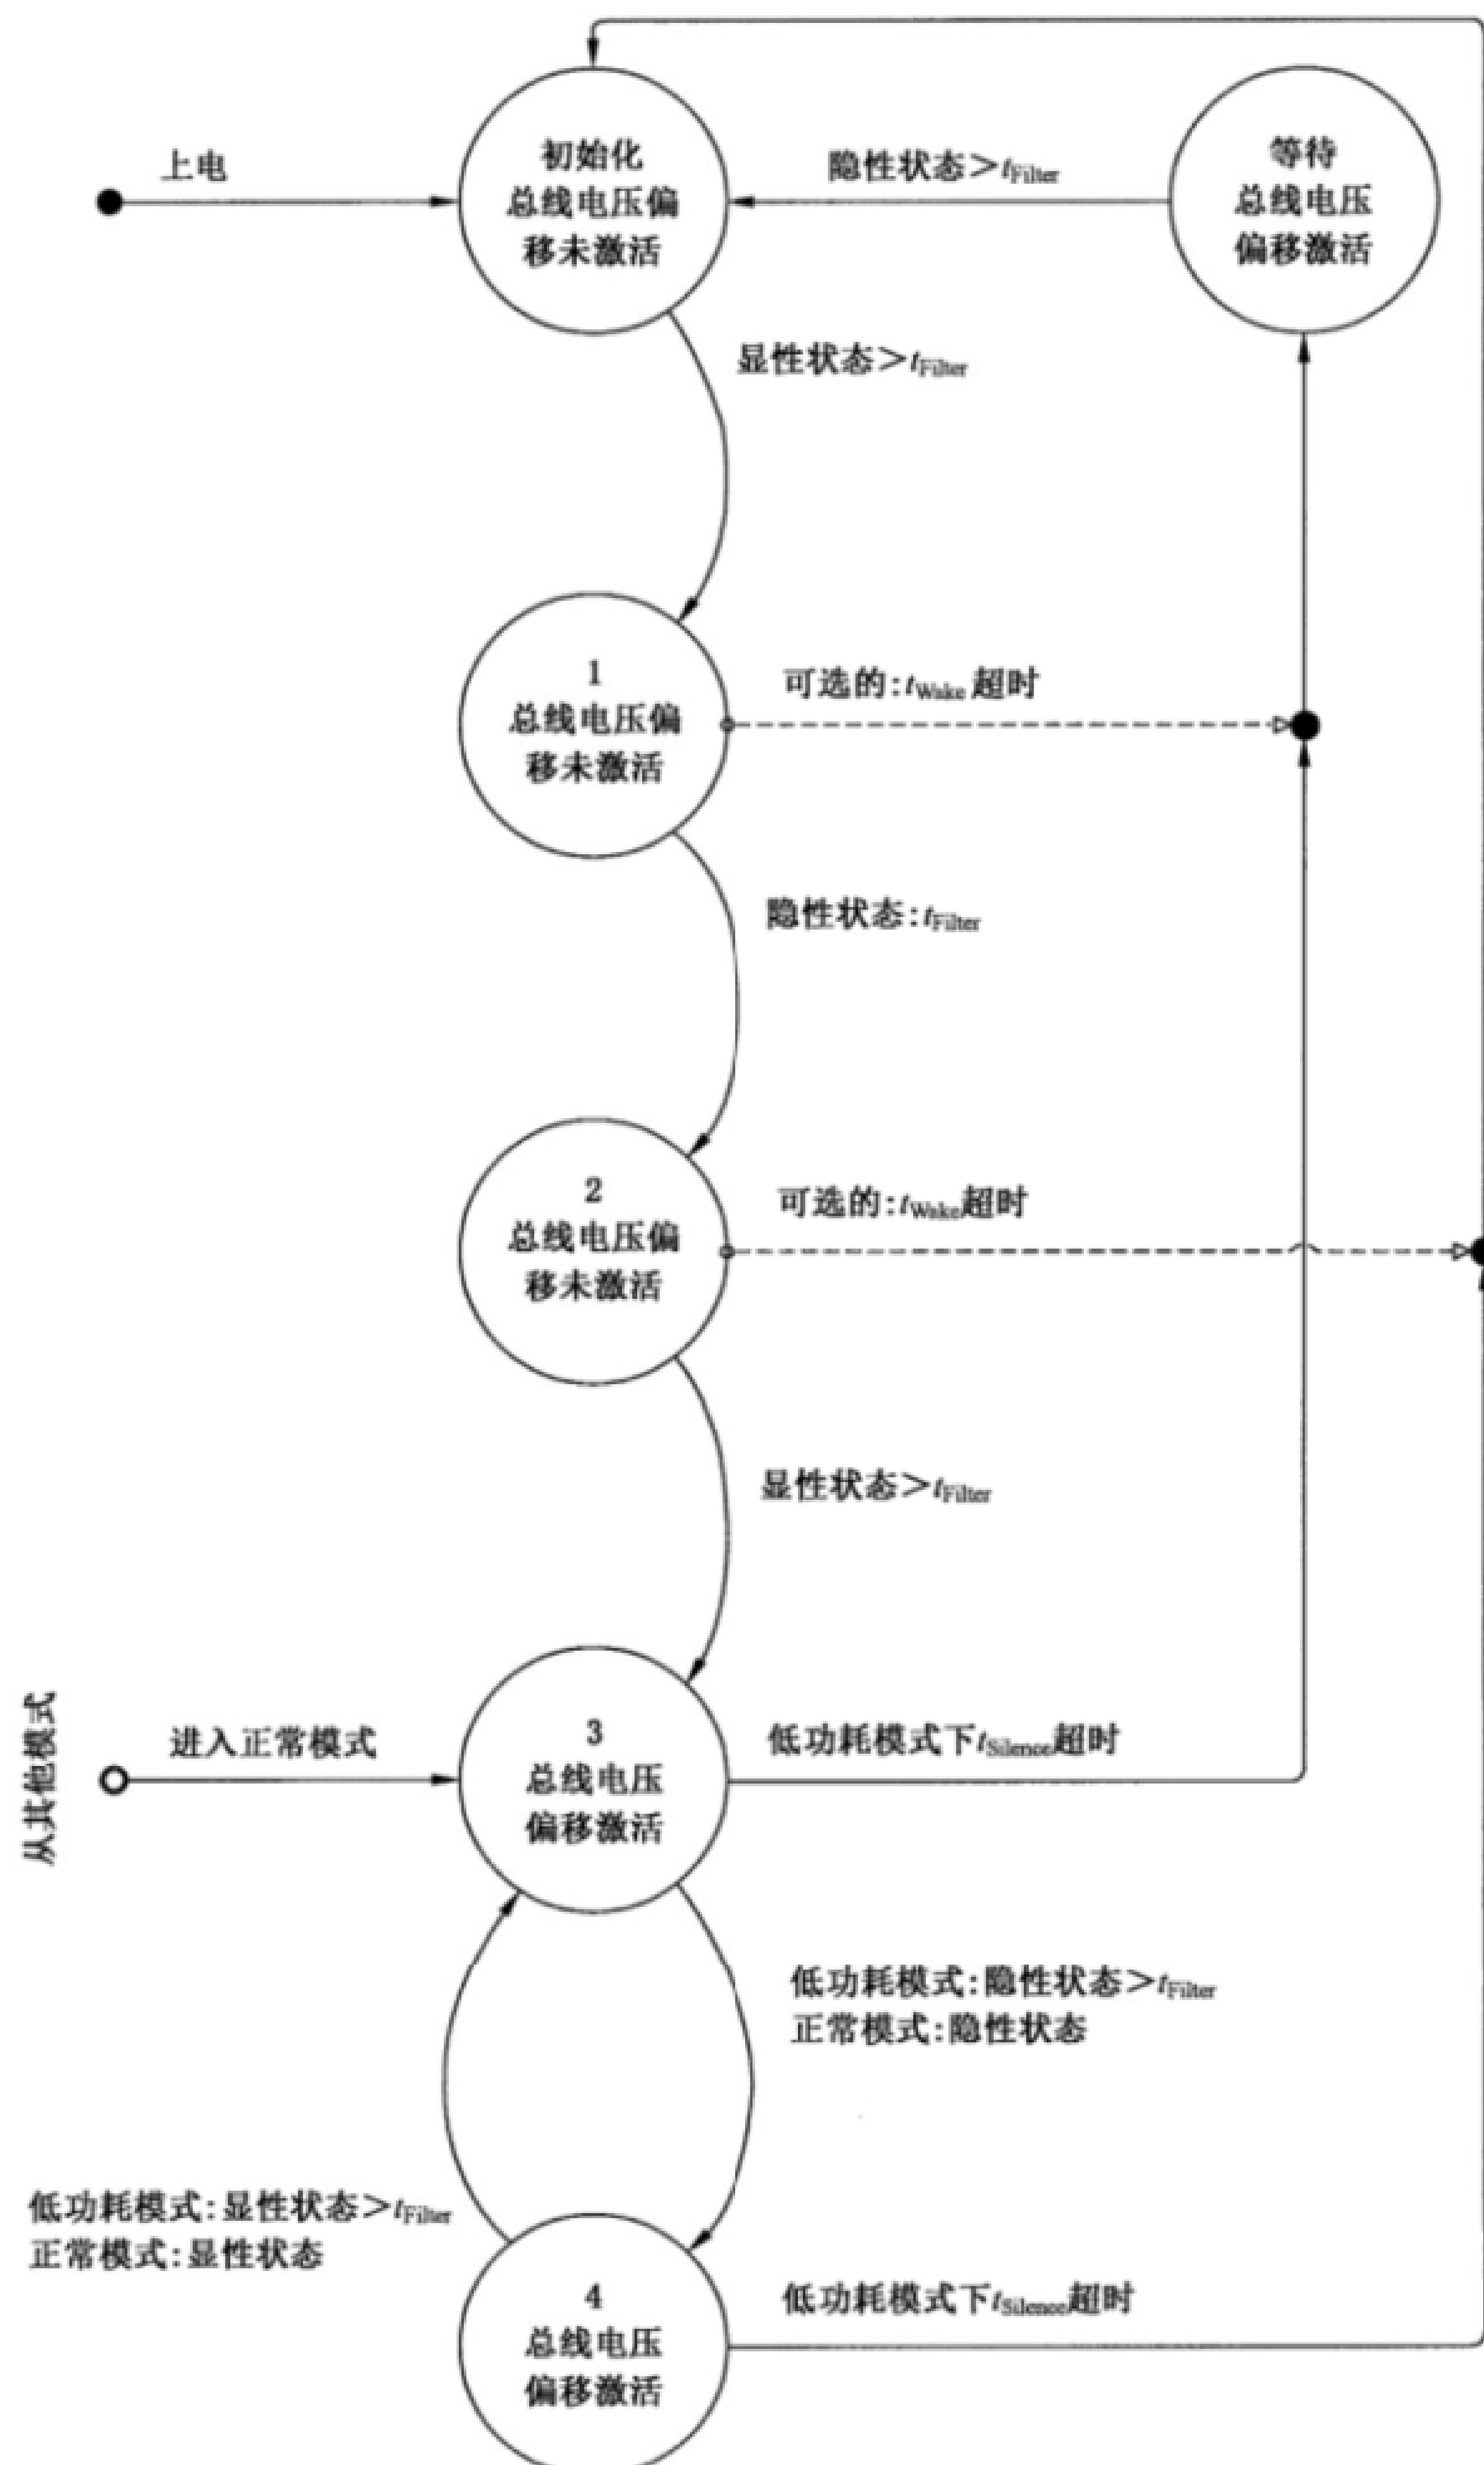 上电
初始化
总线电压偏
移未激活
隐性状态>tFilter
等待
总线电压
偏移激活
显性状态>tFilter
1
总线电压偏
移未激活
可选的:tWake超时
隐性状态:tFilter
2
总线电压偏
移未激活
可选的:tWake超时
显性状态>tFilter
从其他模式
进入正常模式
3
总线电压
偏移激活
低功耗模式下tSilence超时
低功耗模式:隐性状态>tFilter
正常模式:隐性状态
低功耗模式:显性状态>tFilter
正常模式:显性状态
4
总线电压
偏移激活
低功耗模式下tSilence超时